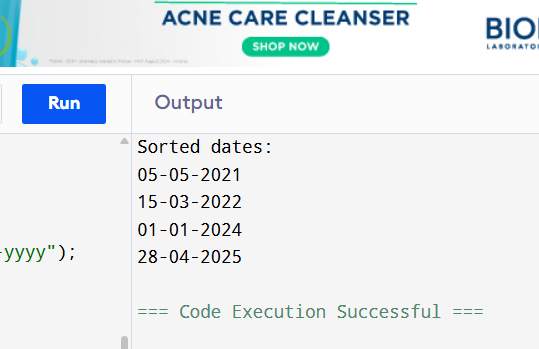 ACNE CARE CLEANSER
SHOP NOW
BIO
LABORATO
Run
Output
Sorted dates:
05-05-2021
15-03-2022
01-01-2024
-yyyy");
28-04-2025
=== Code Execution Successful ===